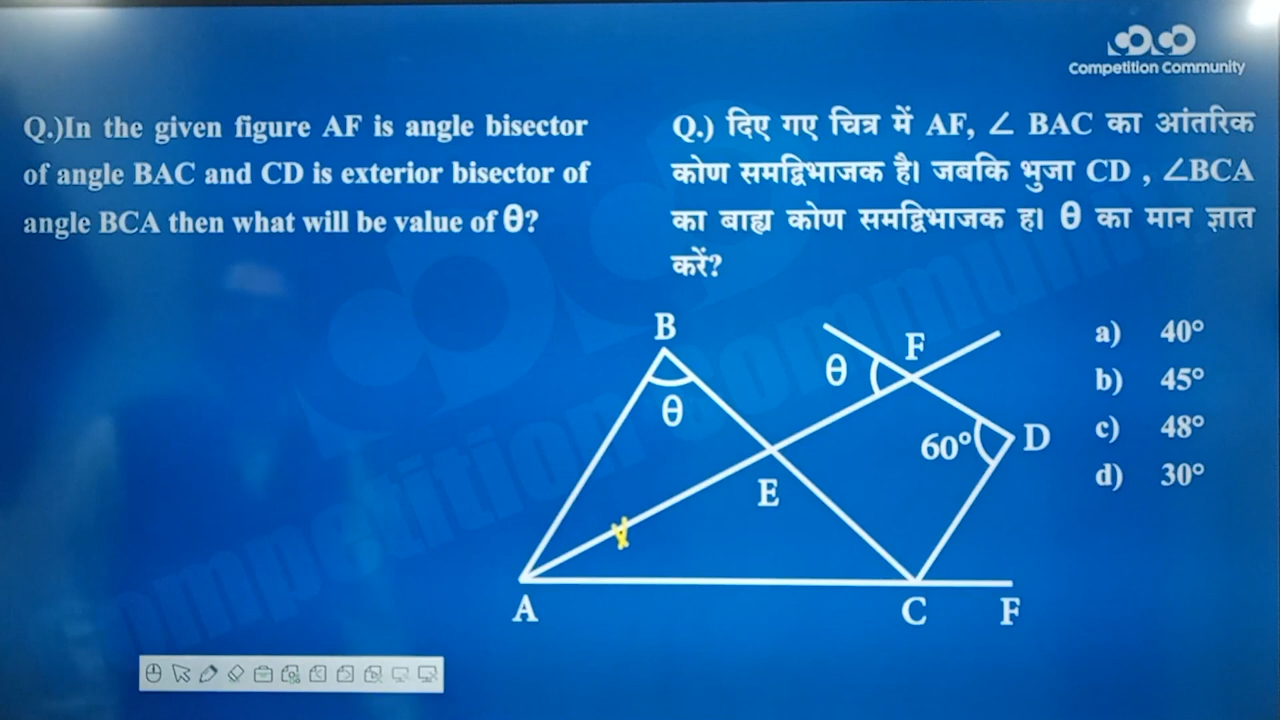 Competition Community
Q.)In the given figure AF is angle bisector
of angle BAC and CD is exterior bisector of
angle BCA then what will be value of θ?
Q.) दिए गए चित्र में AF, ∠ BAC का आंतरिक
कोण समद्विभाजक है। जबकि भुजा CD , ∠BCA
का बाह्य कोण समद्विभाजक ह। θ का मान ज्ञात
करें?
B
F
θ
θ
60°
D
E
A
C
F
a) 40°
b) 45°
c) 48°
d) 30°
Competition Community